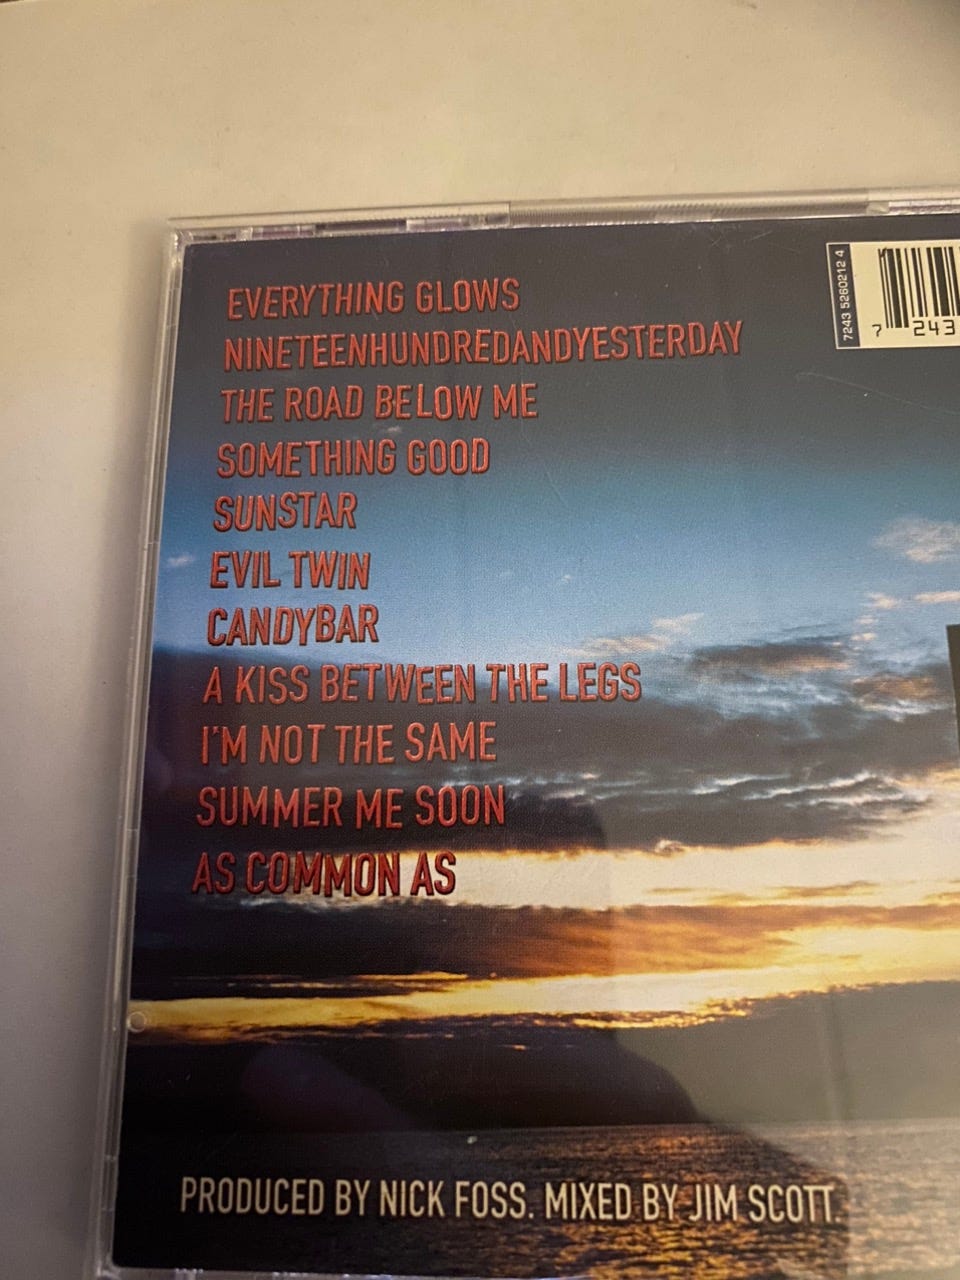 EVERYTHING GLOWS
NINETEENHUNDREDANDYESTERDAY
THE ROAD BELOW ME
SOMETHING GOOD
SUNSTAR
EVIL TWIN
CANDYBAR
A KISS BETWEEN THE LEGS
I'M NOT THE SAME
SUMMER ME SOON
AS COMMON AS
PRODUCED BY NICK FOSS. MIXED BY JIM SCOTT.
7243 5260212 4
7 243